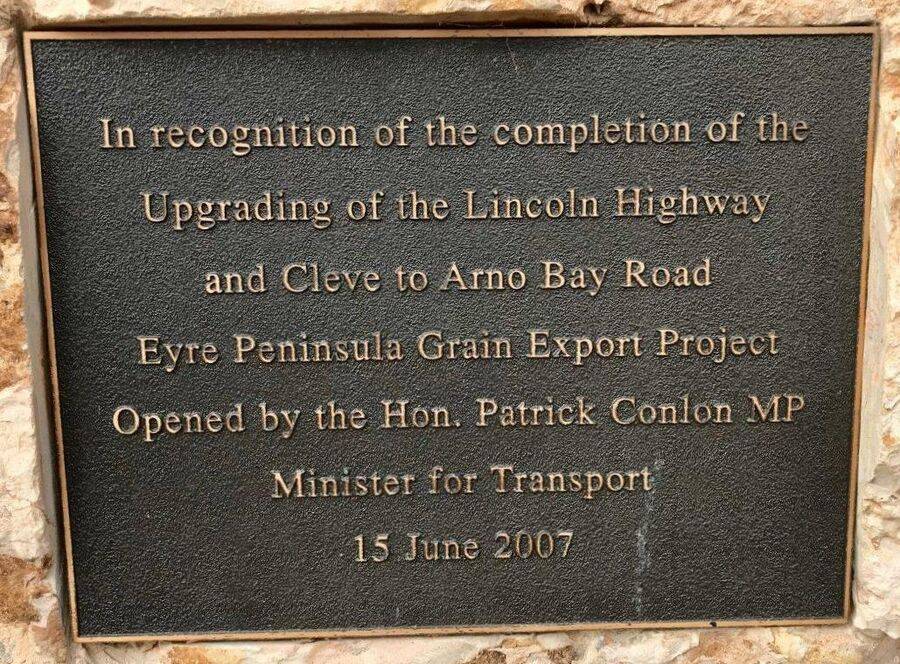 In recognition of the completion of the
Upgrading of the Lincoln Highway
and Cleve to Arno Bay Road
Eyre Peninsula Grain Export Project
Opened by the Hon. Patrick Conlon MP
Minister for Transport
15 June 2007